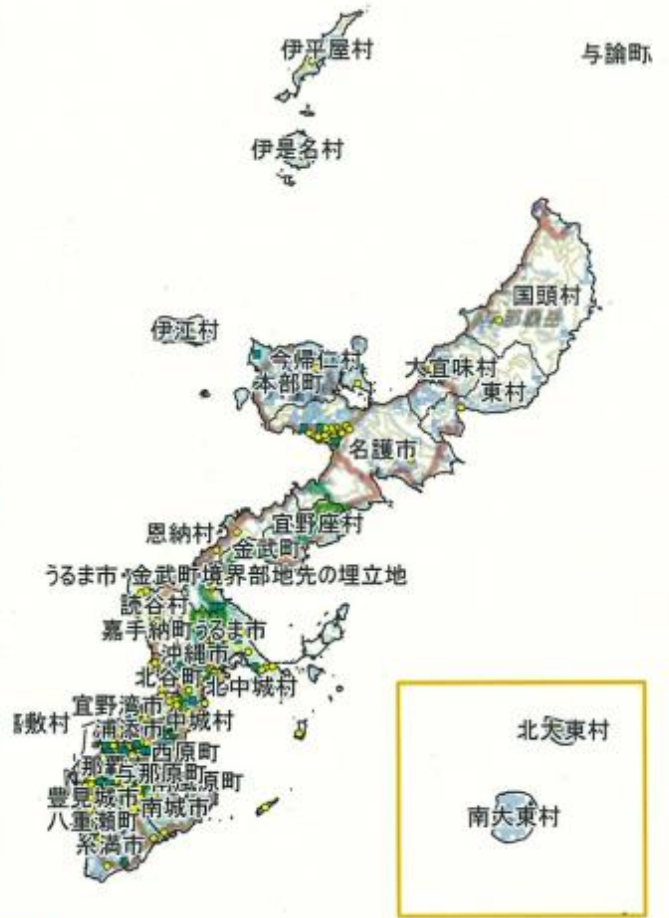 伊平屋村
与論町
伊是名村
国頭村
伊江村
今帰仁村
大宜味村
本部町
東村
名護市
恩納村
宜野座村
金武町
うるま市・金武町境界部地先の埋立地
読谷村
嘉手納町
うるま市
沖縄市
北谷町
北中城村
宜野湾市
中城村
浦添市
北大東村
西原町
与那原町
豊見城市
南城市
南大東村
八重瀬町
糸満市